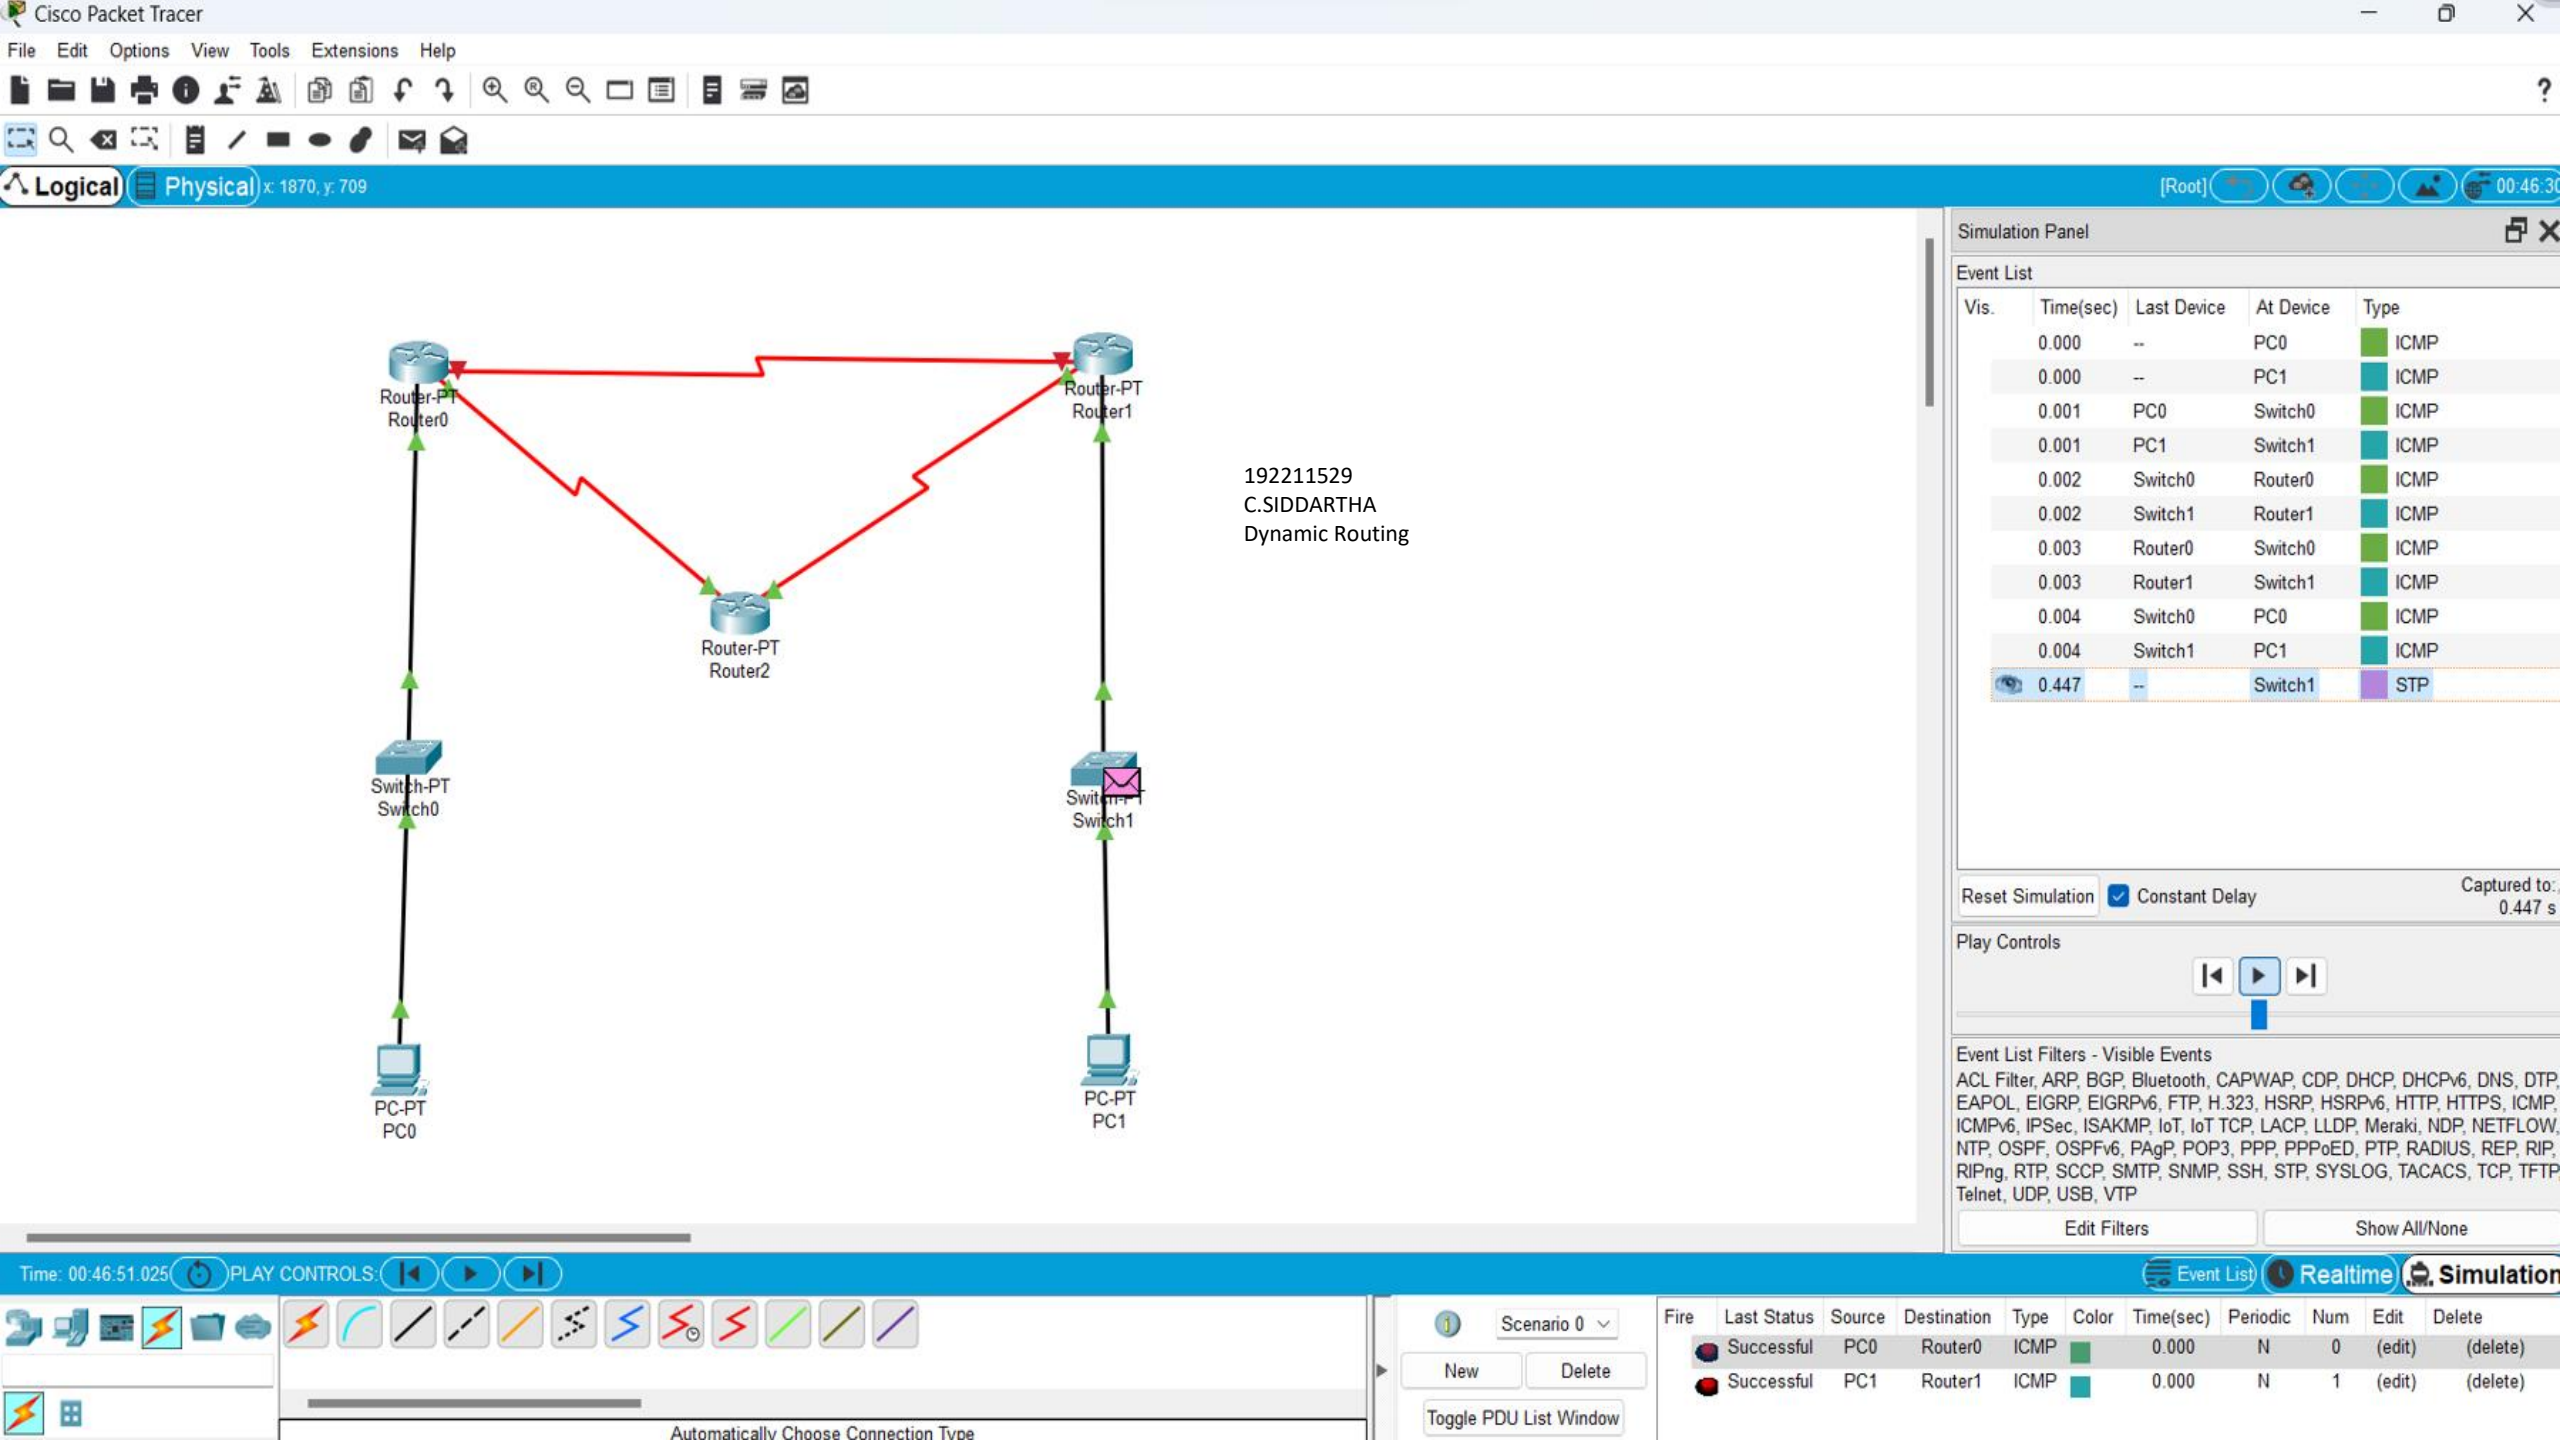 Cisco Packet Tracer
File Edit Options View Tools Extensions Help
?
Logical Physical x: 1870, y: 709 [Root] 00:46:30
Simulation Panel
Event List
Vis. Time(sec) Last Device At Device Type
0.000 -- PC0 ICMP
0.000 -- PC1 ICMP
0.001 PC0 Switch0 ICMP
0.001 PC1 Switch1 ICMP
0.002 Switch0 Router0 ICMP
0.002 Switch1 Router1 ICMP
0.003 Router0 Switch0 ICMP
0.003 Router1 Switch1 ICMP
0.004 Switch0 PC0 ICMP
0.004 Switch1 PC1 ICMP
0.447 -- Switch1 STP
Router-PT
Router0
Router-PT
Router1
192211529
C.SIDDARTHA
Dynamic Routing
Router-PT
Router2
Switch-PT
Switch0
Switch-PT
Switch1
PC-PT
PC0
PC-PT
PC1
Reset Simulation Constant Delay Captured to:
0.447 s
Play Controls
Event List Filters - Visible Events
ACL Filter, ARP, BGP, Bluetooth, CAPWAP, CDP, DHCP, DHCPv6, DNS, DTP,
EAPOL, EIGRP, EIGRPv6, FTP, H.323, HSRP, HSRPv6, HTTP, HTTPS, ICMP,
ICMPv6, IPSec, ISAKMP, IoT, IoT TCP, LACP, LLDP, Meraki, NDP, NETFLOW,
NTP, OSPF, OSPFv6, PAgP, POP3, PPP, PPPoED, PTP, RADIUS, REP, RIP,
RIPng, RTP, SCCP, SMTP, SNMP, SSH, STP, SYSLOG, TACACS, TCP, TFTP,
Telnet, UDP, USB, VTP
Edit Filters Show All/None
Time: 00:46:51.025 PLAY CONTROLS: Event List Realtime Simulation
Scenario 0
New Delete
Toggle PDU List Window
Fire Last Status Source Destination Type Color Time(sec) Periodic Num Edit Delete
Successful PC0 Router0 ICMP 0.000 N 0 (edit) (delete)
Successful PC1 Router1 ICMP 0.000 N 1 (edit) (delete)
Automatically Choose Connection Type